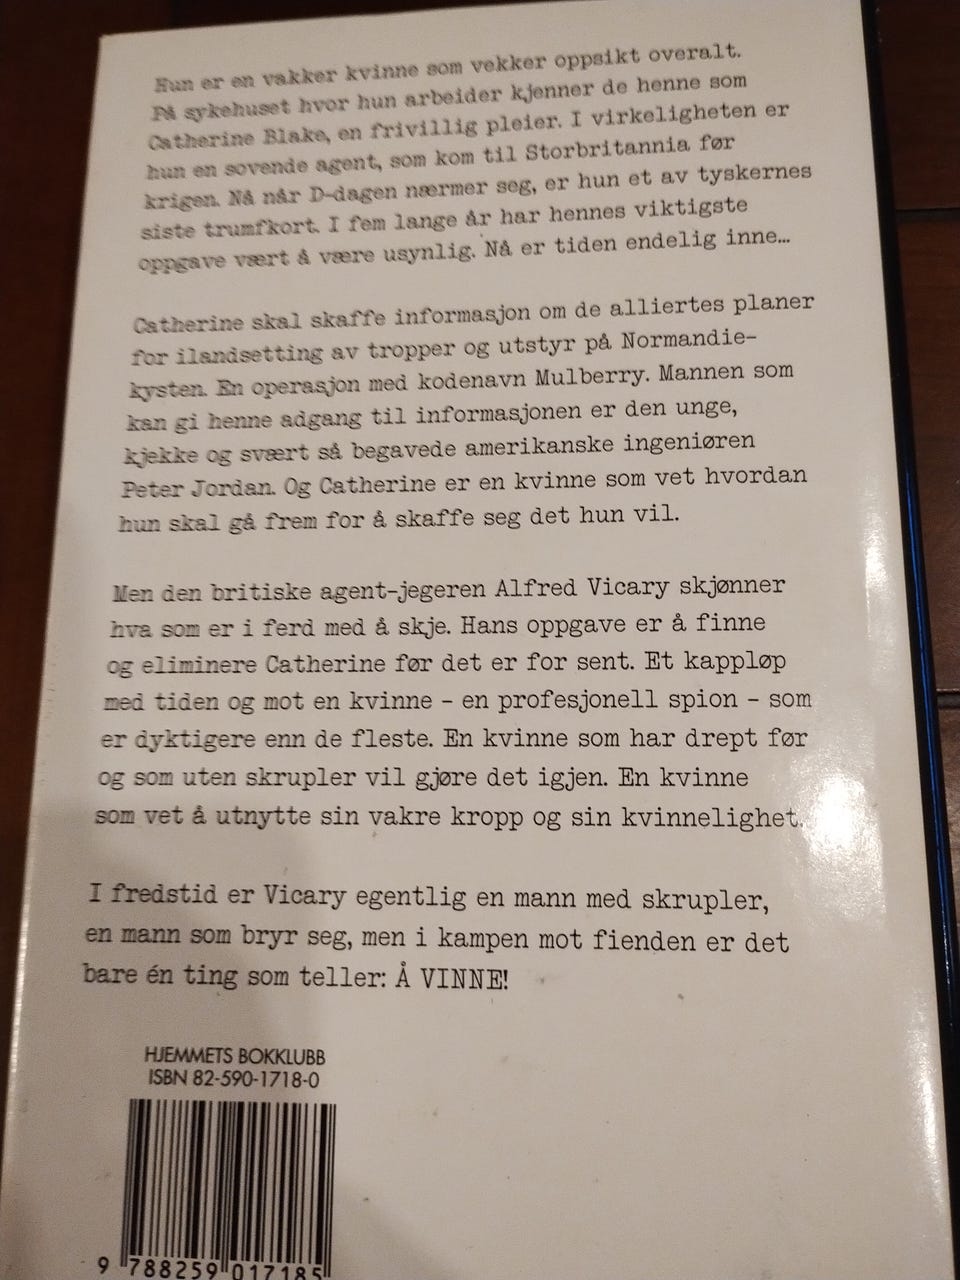 Hun er en vakker kvinne som vekker oppsikt overalt.
På sykehuset hvor hun arbeider kjenner de henne som
Catherine Blake, en frivillig pleier. I virkeligheten er
hun en sovende agent, som kom til Storbritannia før
krigen. Nå når D-dagen nærmer seg, er hun et av tyskernes
siste trumfkort. I fem lange år har hennes viktigste
oppgave vært å være usynlig. Nå er tiden endelig inne...
Catherine skal skaffe informasjon om de alliertes planer
for ilandsetting av tropper og utstyr på Normandie-
kysten. En operasjon med kodenavn Mulberry. Mannen som
kan gi henne adgang til informasjonen er den unge,
kjekke og svært så begavede amerikanske ingeniøren
Peter Jordan. Og Catherine er en kvinne som vet hvordan
hun skal gå frem for å skaffe seg det hun vil.
Men den britiske agent-jegeren Alfred Vicary skjønner
hva som er i ferd med å skje. Hans oppgave er å finne
og eliminere Catherine før det er for sent. Et kappløp
med tiden og mot en kvinne - en profesjonell spion - som
er dyktigere enn de fleste. En kvinne som har drept før
og som uten skrupler vil gjøre det igjen. En kvinne
som vet å utnytte sin vakre kropp og sin kvinnelighet.
I fredstid er Vicary egentlig en mann med skrupler,
en mann som bryr seg, men i kampen mot fienden er det
bare én ting som teller: Å VINNE!
HJEMMETS BOKKLUBB
ISBN 82-590-1718-0
9 788259 017185